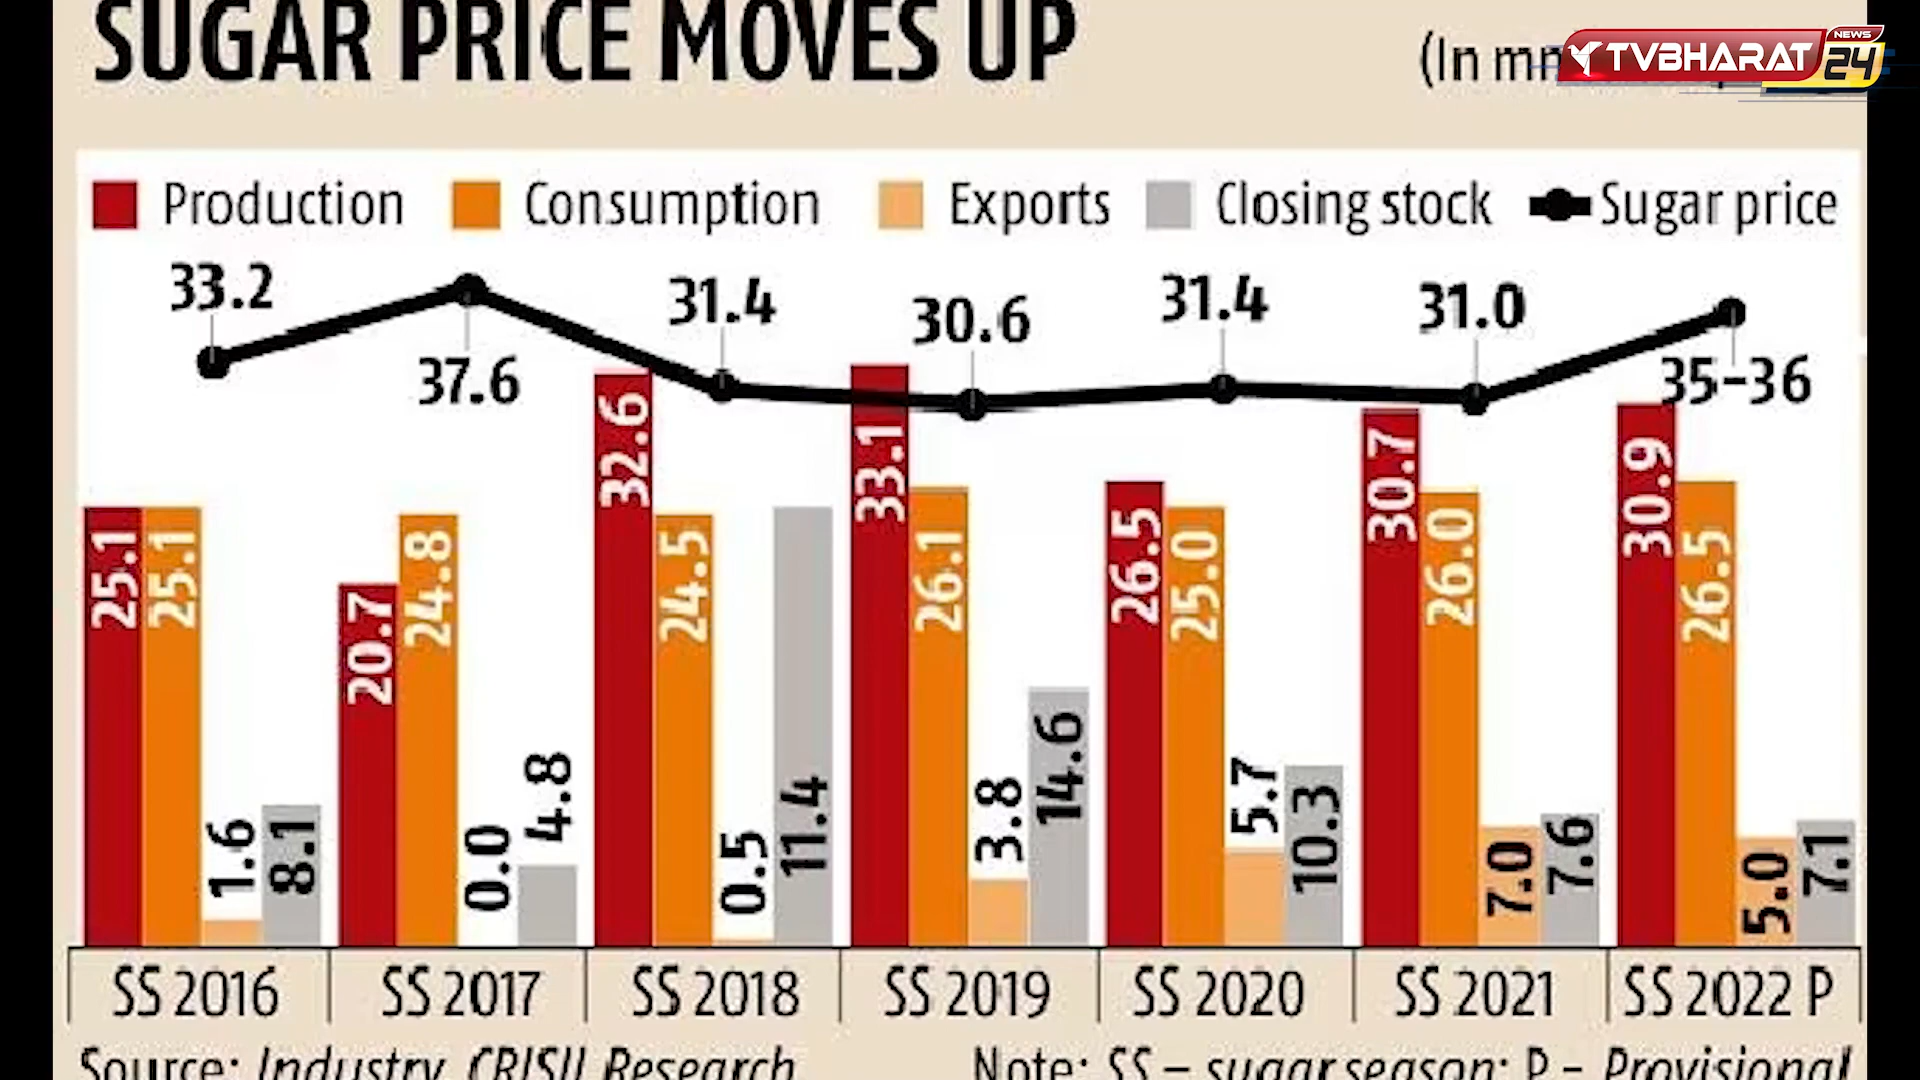 SUGAR PRICE MOVES UP
(In mn
TVBHARAT NEWS 24
Production Consumption Exports Closing stock Sugar price
33.2 37.6 31.4 30.6 31.4 31.0 35-36
25.1 25.1 1.6 8.1
20.7 24.8 0.0 4.8
32.6 24.5 0.5 11.4
33.1 26.1 3.8 14.6
26.5 25.0 5.7 10.3
30.7 26.0 7.0 7.6
30.9 26.5 5.0 7.1
SS 2016 SS 2017 SS 2018 SS 2019 SS 2020 SS 2021 SS 2022 P
Source: Industry, CRISIL Research Note: SS – sugar season; P – Provisional